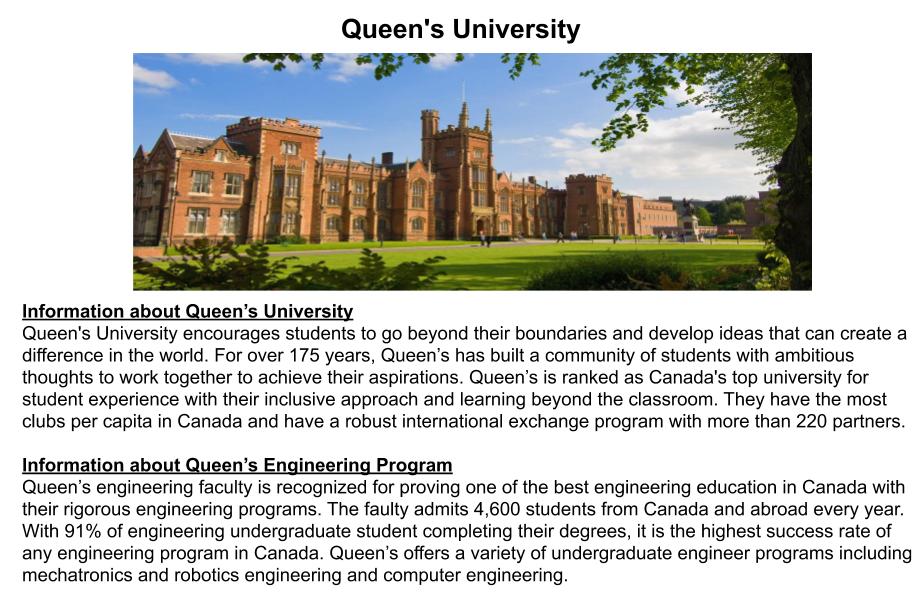 Queen's University
Information about Queen’s University
Queen's University encourages students to go beyond their boundaries and develop ideas that can create a
difference in the world. For over 175 years, Queen’s has built a community of students with ambitious
thoughts to work together to achieve their aspirations. Queen’s is ranked as Canada's top university for
student experience with their inclusive approach and learning beyond the classroom. They have the most
clubs per capita in Canada and have a robust international exchange program with more than 220 partners.
Information about Queen’s Engineering Program
Queen’s engineering faculty is recognized for proving one of the best engineering education in Canada with
their rigorous engineering programs. The faulty admits 4,600 students from Canada and abroad every year.
With 91% of engineering undergraduate student completing their degrees, it is the highest success rate of
any engineering program in Canada. Queen’s offers a variety of undergraduate engineer programs including
mechatronics and robotics engineering and computer engineering.